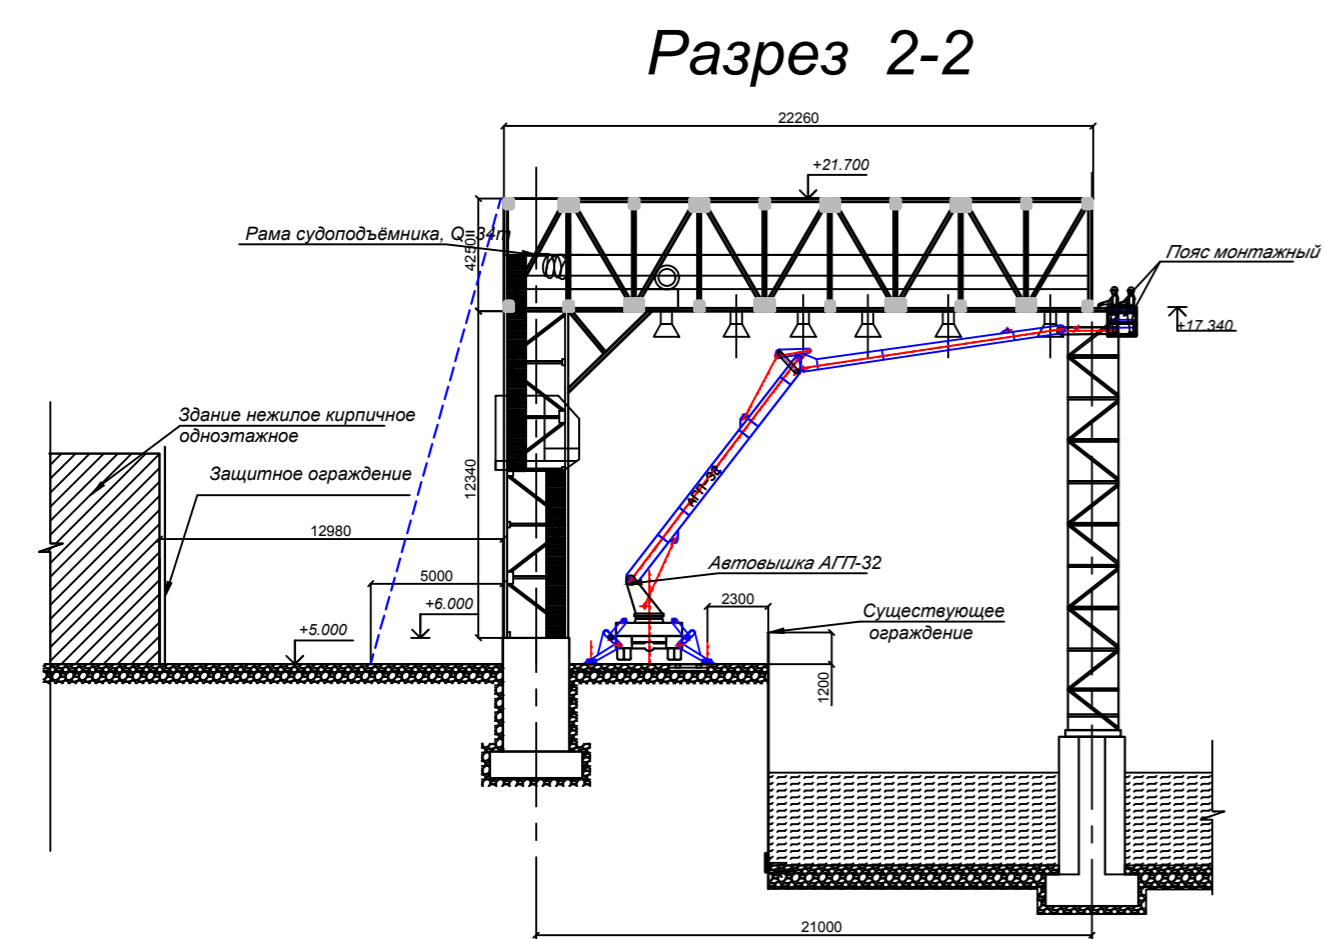 Разрез 2-2
22260
+21.700
Рама судоподъёмника, Q=34т
4250
Пояс монтажный
+17.340
Здание нежилое кирпичное
одноэтажное
Защитное ограждение
12340
АГП-36
12980
Автовышка АГП-32
5000
2300
+6.000
Существующее
ограждение
+5.000
1200
21000